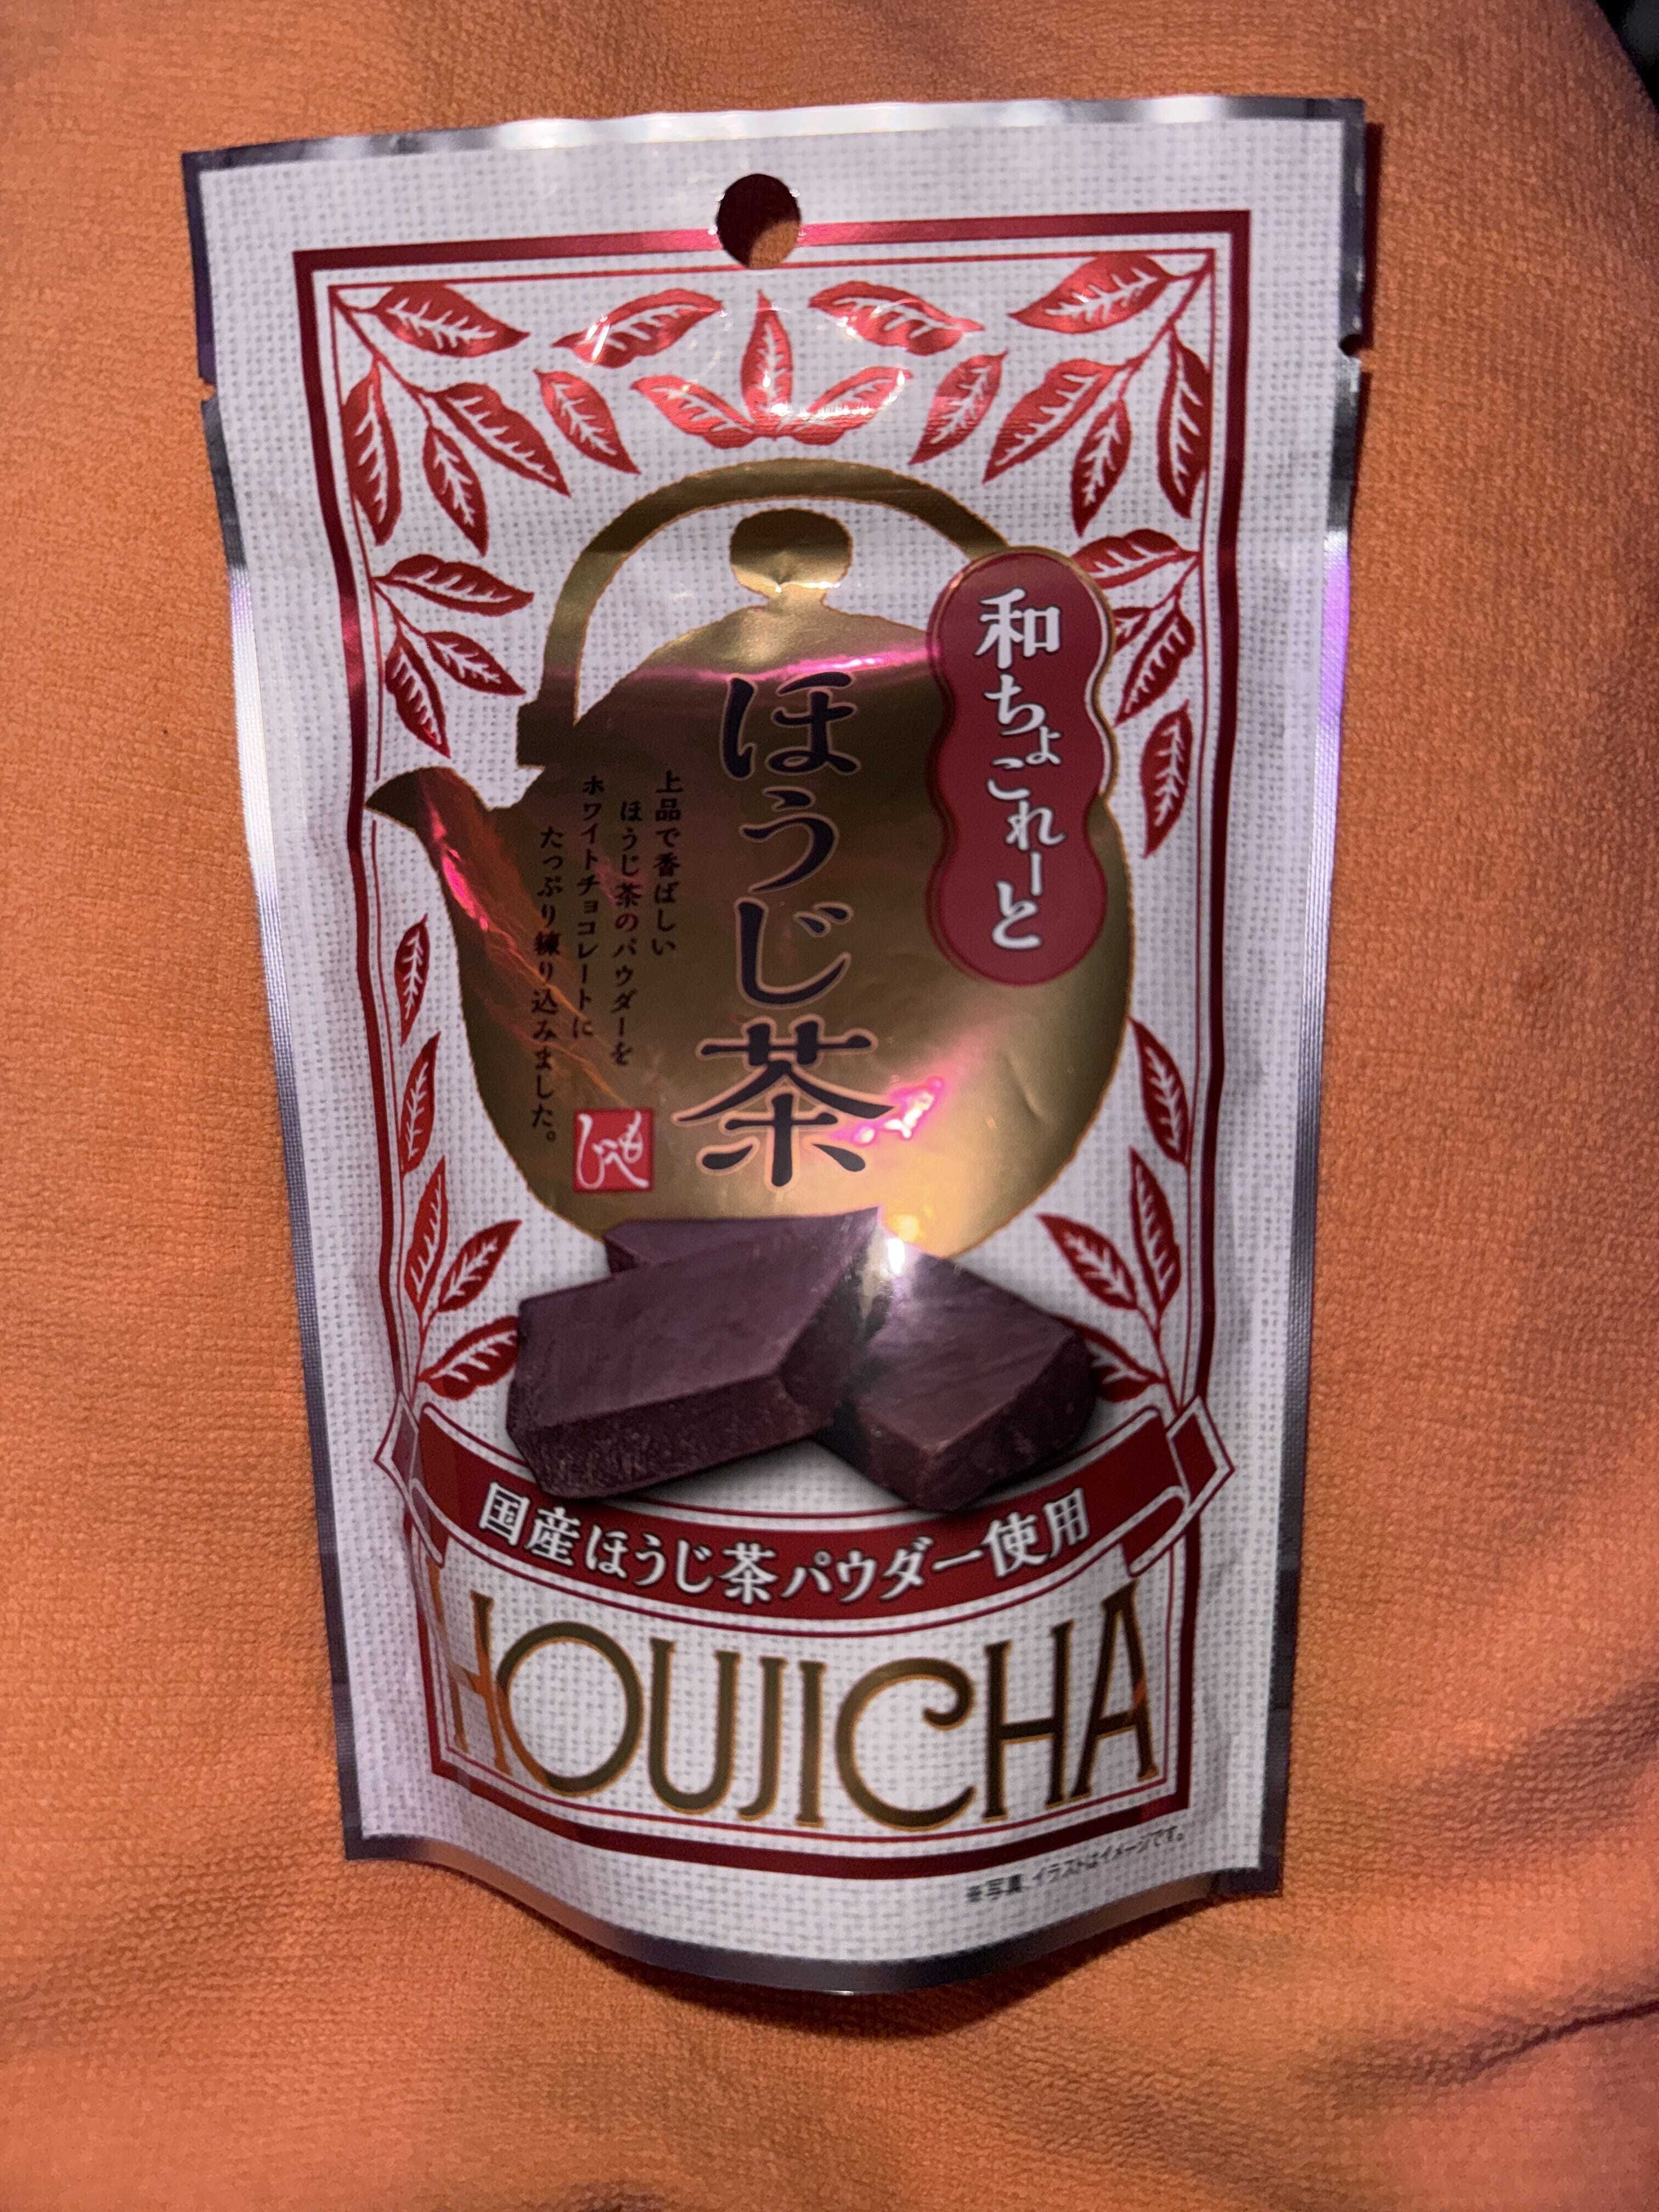 和ちょこれーと
ほうじ茶
上品で香ばしい
ほうじ茶のパウダーを
ホワイトチョコレートに
たっぷり練り込みました。
もへじ
国産ほうじ茶パウダー使用
HOUJICHA
※写真、イラストはイメージです。